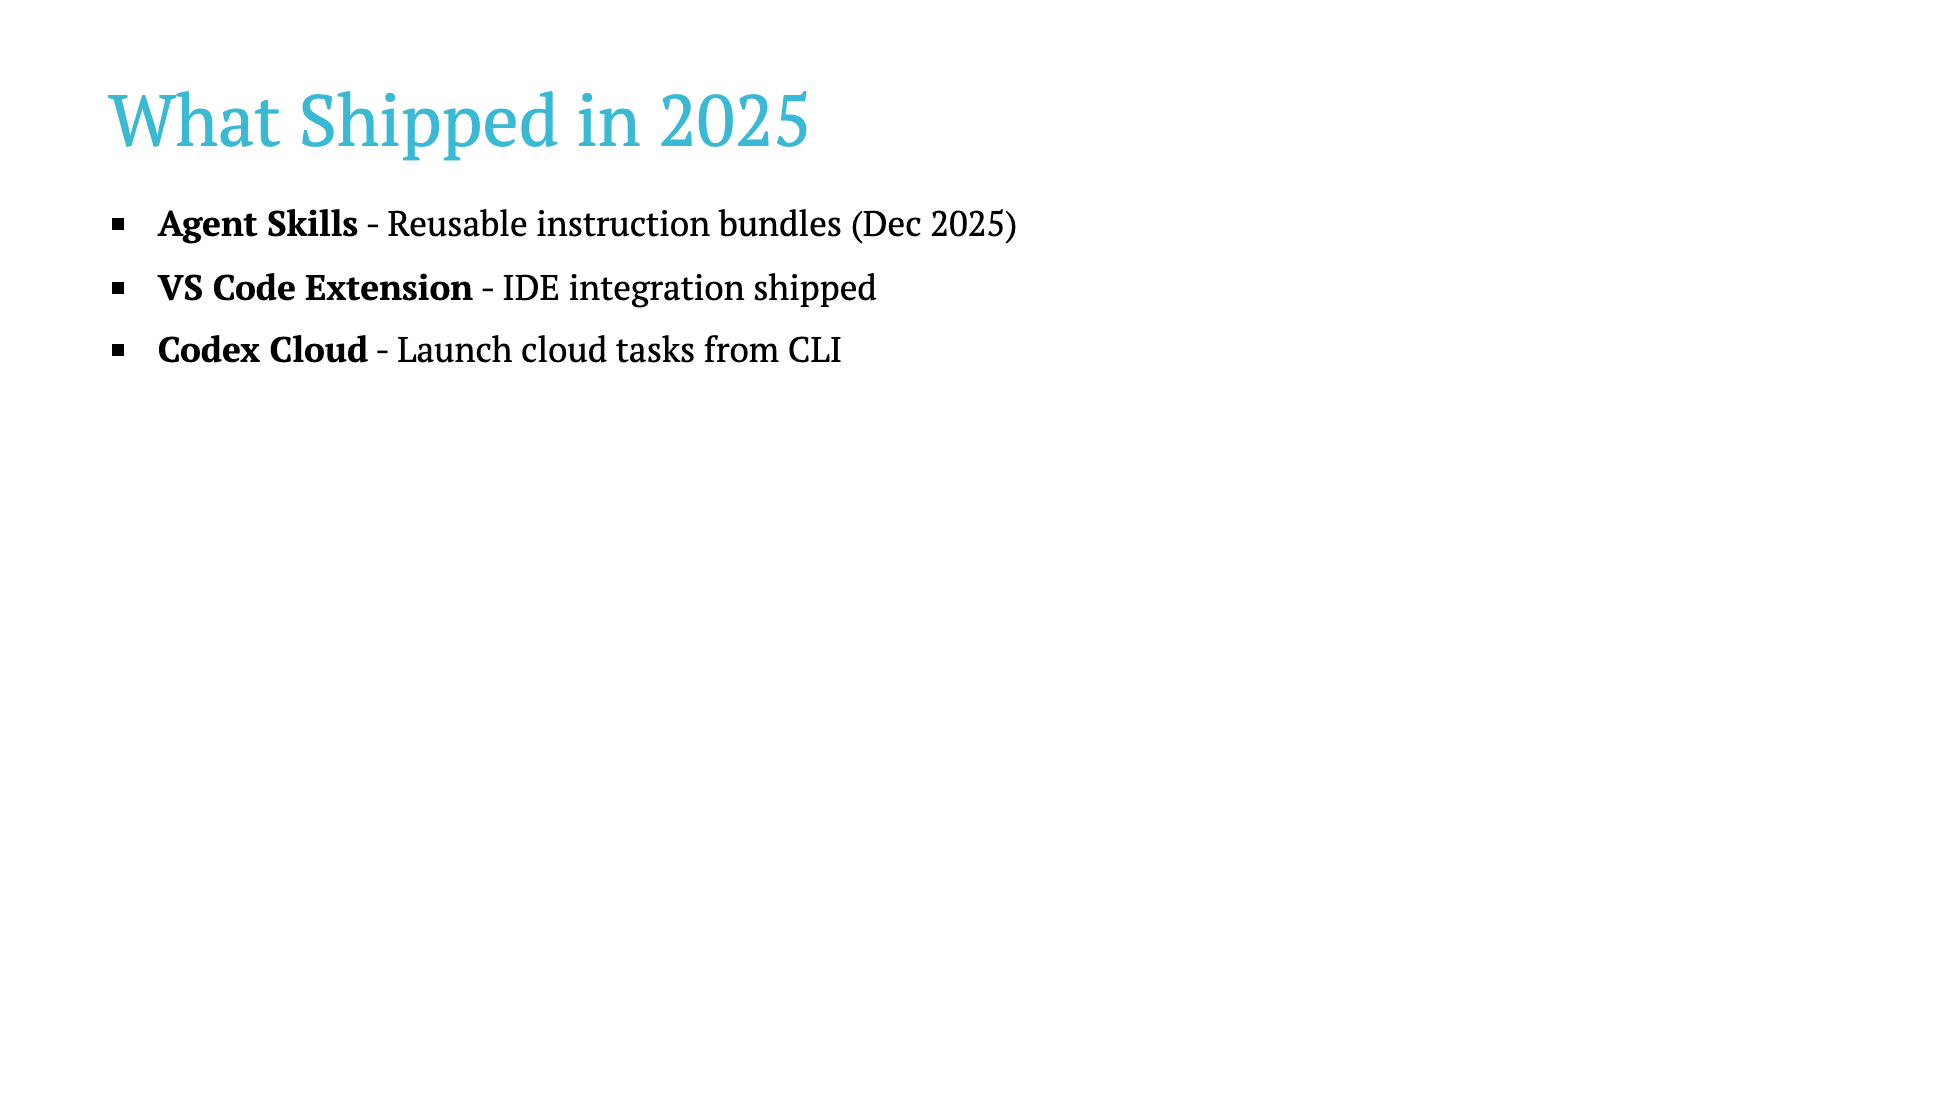 What Shipped in 2025
▪ Agent Skills - Reusable instruction bundles (Dec 2025)
▪ VS Code Extension - IDE integration shipped
▪ Codex Cloud - Launch cloud tasks from CLI